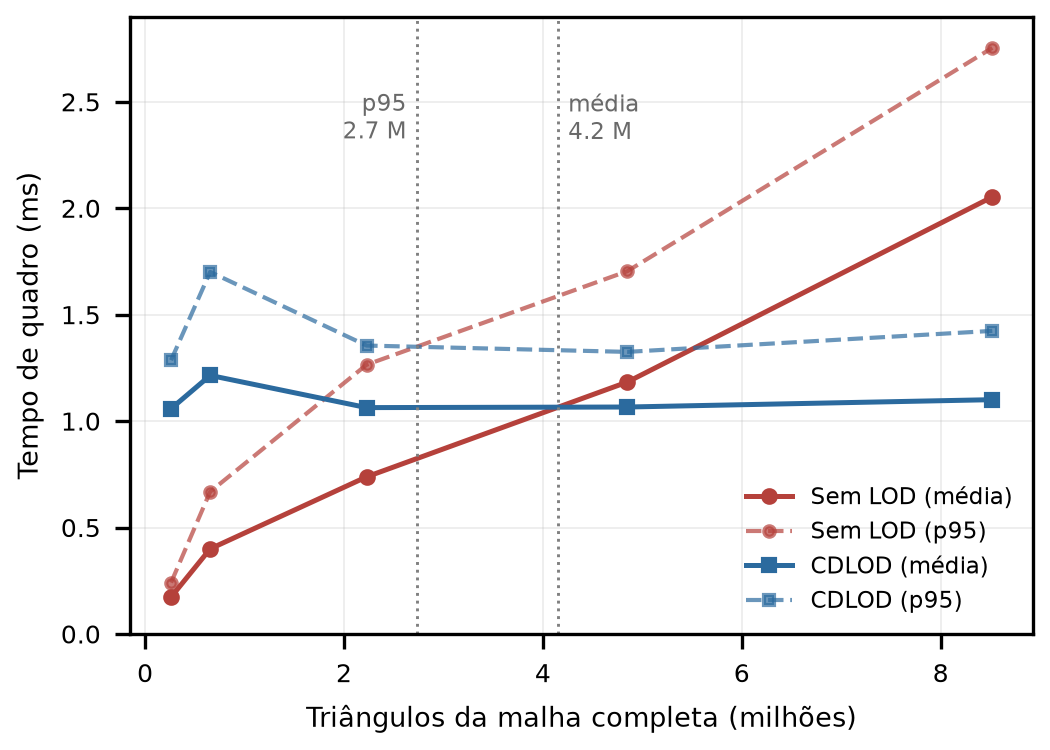 Tempo de quadro (ms)
2.5
2.0
1.5
1.0
0.5
0.0
p95
2.7 M
média
4.2 M
Sem LOD (média)
Sem LOD (p95)
CDLOD (média)
CDLOD (p95)
0 2 4 6 8
Triângulos da malha completa (milhões)